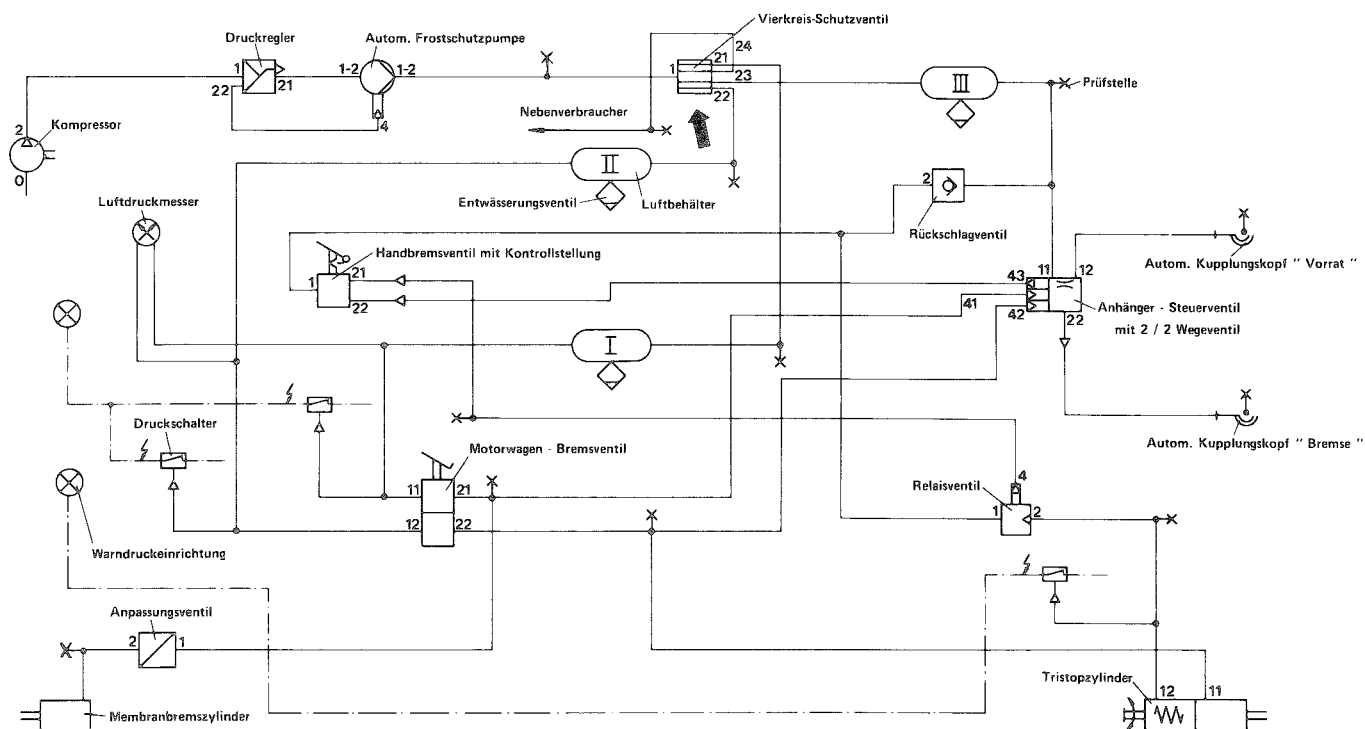 Vierkreis-Schutzventil
Druckregler
Autom. Frostschutzpumpe
24
1
1-2
1-2
1
21
22
21
23
22
4
III
Prüfstelle
Nebenverbraucher
2
Kompressor
0
II
Luftdruckmesser
Entwässerungsventil
Luftbehälter
2
Rückschlagventil
Handbremsventil mit Kontrollstellung
1
21
22
43
11
12
41
42
22
Autom. Kupplungskopf " Vorrat "
Anhänger - Steuerventil
mit 2 / 2 Wegeventil
I
Druckschalter
Motorwagen - Bremsventil
Autom. Kupplungskopf " Bremse "
11
21
12
22
4
Relaisventil
1
2
Warndruckeinrichtung
Anpassungsventil
2
1
Tristopzylinder
12
11
Membranbremszylinder